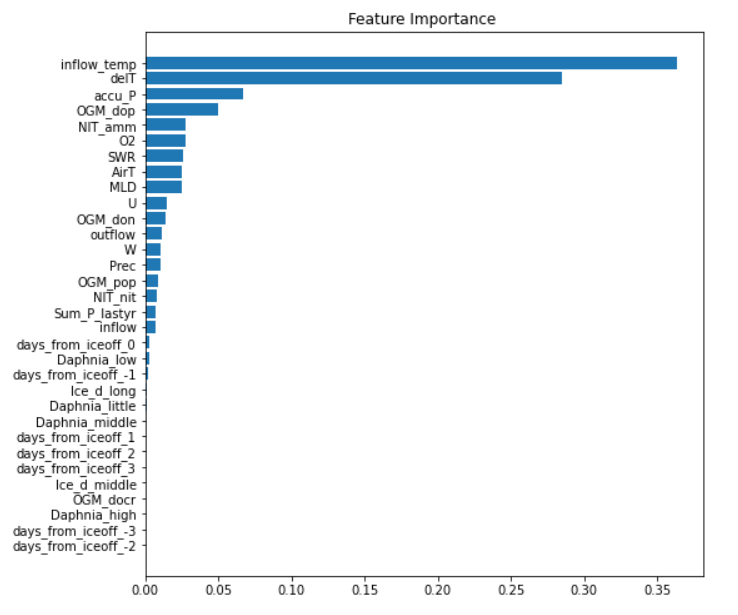 Feature Importance
inflow_temp
delT
accu_P
OGM_dop
NIT_amm
O2
SWR
AirT
MLD
U
OGM_don
outflow
W
Prec
OGM_pop
NIT_nit
Sum_P_lastyr
inflow
days_from_iceoff_0
Daphnia_low
days_from_iceoff_-1
Ice_d_long
Daphnia_little
Daphnia_middle
days_from_iceoff_1
days_from_iceoff_2
days_from_iceoff_3
Ice_d_middle
OGM_docr
Daphnia_high
days_from_iceoff_-3
days_from_iceoff_-2
0.00 0.05 0.10 0.15 0.20 0.25 0.30 0.35